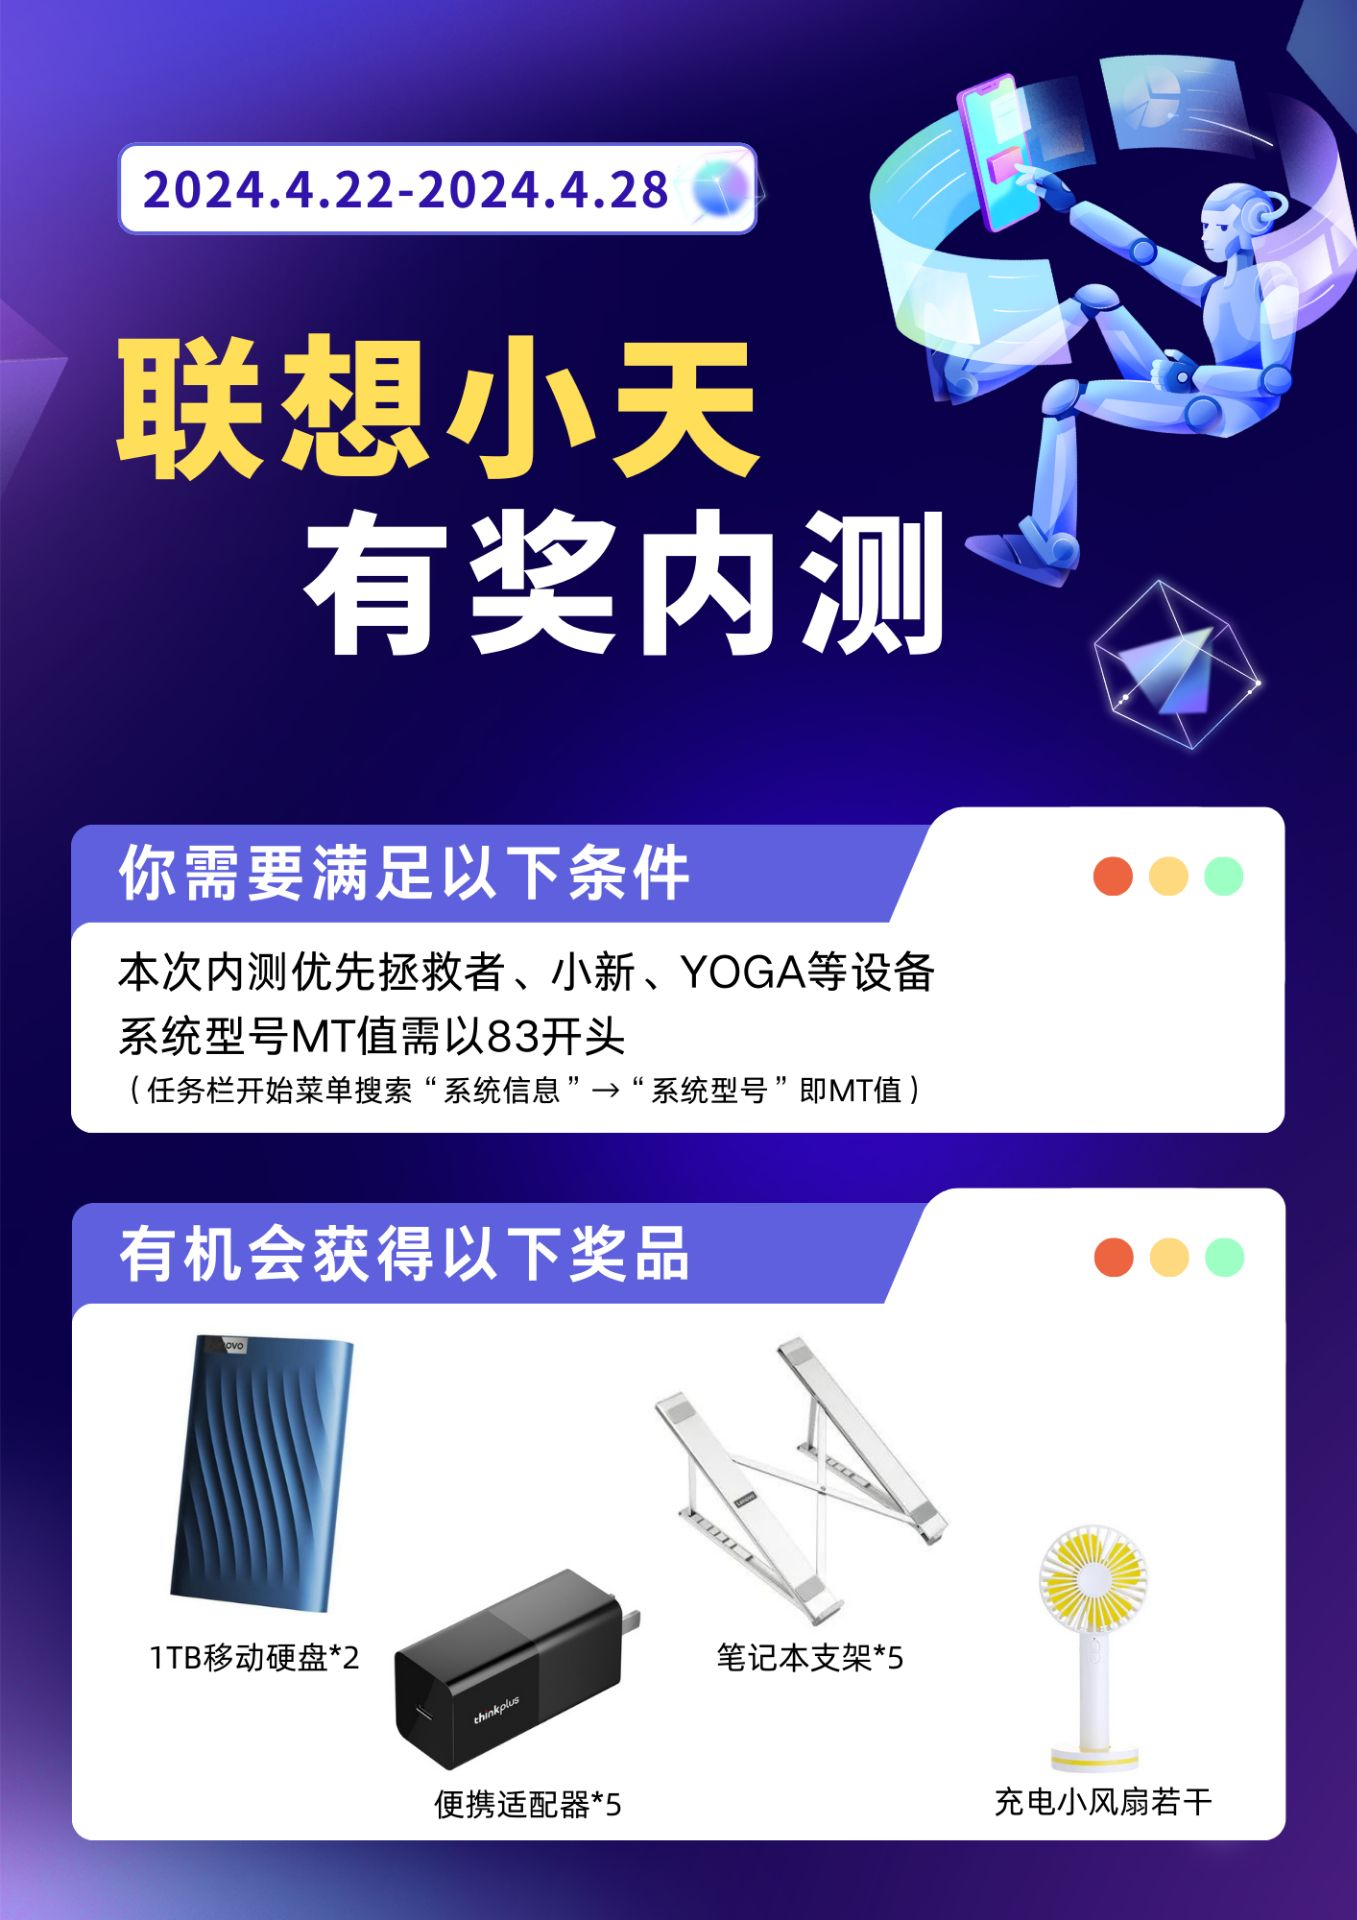 2024.4.22-2024.4.28
联想小天
有奖内测
你需要满足以下条件
本次内测优先拯救者、小新、YOGA等设备
系统型号MT值需以83开头
（任务栏开始菜单搜索“系统信息”→“系统型号”即MT值）
有机会获得以下奖品
Lenovo
1TB移动硬盘*2
笔记本支架*5
thinkplus
便携适配器*5
充电小风扇若干